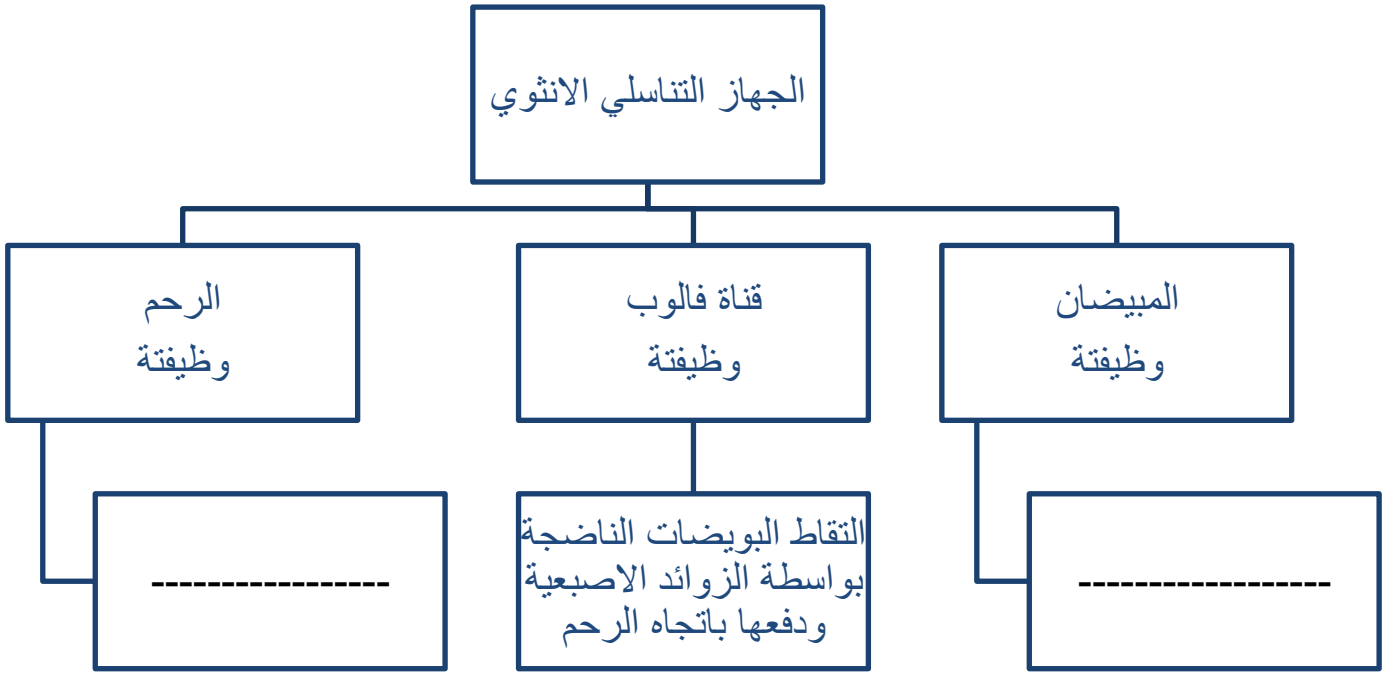 الجهاز التناسلي الانثوي
المبيضان
وظيفتة
قناة فالوب
وظيفتة
الرحم
وظيفتة
------------------
التقاط البويضات الناضجة
بواسطة الزوائد الاصبعية
ودفعها باتجاه الرحم
-----------------